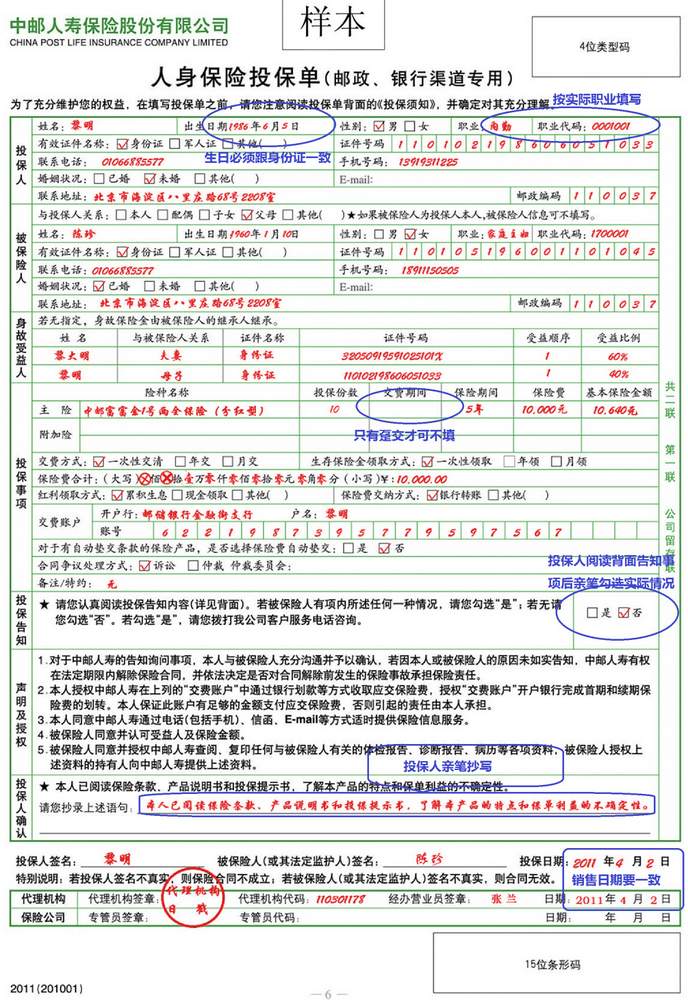 中邮人寿保险股份有限公司
CHINA POST LIFE INSURANCE COMPANY LIMITED
样本
4位类型码
人身保险投保单(邮政、银行渠道专用)
为了充分维护您的权益，在填写投保单之前，请您注意阅读投保单背面的《投保须知》，并确定对其充分理解。
按实际职业填写
投保人
姓名：黎明 出生日期1986年6月5日 性别：☑男□女 职业：内勤 职业代码：0001001
有效证件名称：☑身份证 □军人证 □其他( ) 证件号码 110102198606051033
生日必须跟身份证一致
联系电话：01066885577 手机号码：13919311225
婚姻状况：□已婚 ☑未婚 □其他( ) E-mail:
联系地址：北京市海淀区八里庄路68号2208室 邮政编码 110037
被保险人
与投保人关系：□本人 □配偶 □子女 ☑父母 □其他( )★如果被保险人为投保人本人,被保险人信息可不填写。
姓名：陈珍 出生日期1960年1月10日 性别：□男 ☑女 职业：家庭主妇 职业代码：1700001
有效证件名称：☑身份证 □军人证 □其他( ) 证件号码 110105196001101045
联系电话：01066885577 手机号码：18911150505
婚姻状况：☑已婚 □未婚 □其他( ) E-mail:
联系地址：北京市海淀区八里庄路68号2208室 邮政编码 110037
身故受益人
若无指定，身故保险金由被保险人的继承人继承。
姓名 与被保险人关系 证件名称 证件号码 受益顺序 受益比例
黎大明 夫妻 身份证 32050919591025101X 1 60%
黎明 母子 身份证 110102198606051033 1 40%
投保事项
险种名称 投保份数 交费期间 保险期间 保险费 基本保险金额
主险 中邮富富余1号两全保险（分红型） 10 5年 10.000元 10.640元
附加险
只有趸交才可不填
交费方式：☑一次性交清 □年交 □月交 生存保险金领取方式：☑一次性领取 □年领 □月领
保险费合计：(大写)⊗佰⊗拾壹万零仟零佰零拾零元零角零分（小写)¥：10.000.00
红利领取方式：☑累积生息□现金领取□其他( ) 保险费交纳方式：☑银行转账 □其他( )
交费账户
开户行：邮储银行金融街支行 户名：黎明
账号 6221987395779597567
对于有自动垫交条款的保险产品，是否选择保险费自动垫交：□是 ☑否
合同争议处理方式：☑诉讼 □仲裁 仲裁委员会：
备注/特约：无
共二联 第一联 公司留存联
投保人阅读背面告知事
项后亲笔勾选实际情况
投保告知
★ 请您认真阅读投保告知内容(详见背面)。若被保险人有项内所述任何一种情况，请您勾选“是”；若无请
您勾选“否”。若勾选“是”，请您拨打我公司客户服务电话咨询。
□是 ☑否
声明及授权
1.对于中邮人寿的告知询问事项，本人与被保险人充分沟通并予以确认，若因本人或被保险人的原因未如实告知，中邮人寿有权
在法定期限内解除保险合同，并依法决定是否对合同解除前发生的保险事故承担保险责任。
2.本人授权中邮人寿在上列的“交费账户”中通过银行划款等方式收取应交保险费，授权“交费账户”开户银行完成首期和续期保
险费的划转。本人保证此账户有足够的金额支付应交保险费，否则引起的责任由本人承担。
3.本人同意中邮人寿通过电话(包括手机)、信函、E-mail等方式适时提供保险信息服务。
4.被保险人同意并认可受益人及保险金额。
5.被保险人同意并授权中邮人寿查阅、复印任何与被保险人有关的体检报告、诊断报告、病历等各项资料，被保险人授权上
述资料的持有人向中邮人寿提供上述资料。
投保人亲笔抄写
投保人确认
★ 本人已阅读保险条款、产品说明书和投保提示书，了解本产品的特点和保单利益的不确定性。
请您抄录上述语句：本人已阅读保险条款、产品说明书和投保提示书，了解本产品的特点和保单利益的不确定性。
投保人签名：黎明 被保险人(或其法定监护人)签名：陈珍 投保日期：2011年4月2日
特别说明：若投保人签名不真实，则保险合同不成立；若被保险人(或其法定监护人)签名不真实，则合同无效。
销售日期要一致
代理机构 代理机构签章： 代理机构代码：110301178 经办营业员签章：张兰 日期：2011年4月2日
代理机构
日戳
保险公司 专管员签章： 专管员代码： 日期： 年 月 日
15位条形码
2011(201001)
—6—